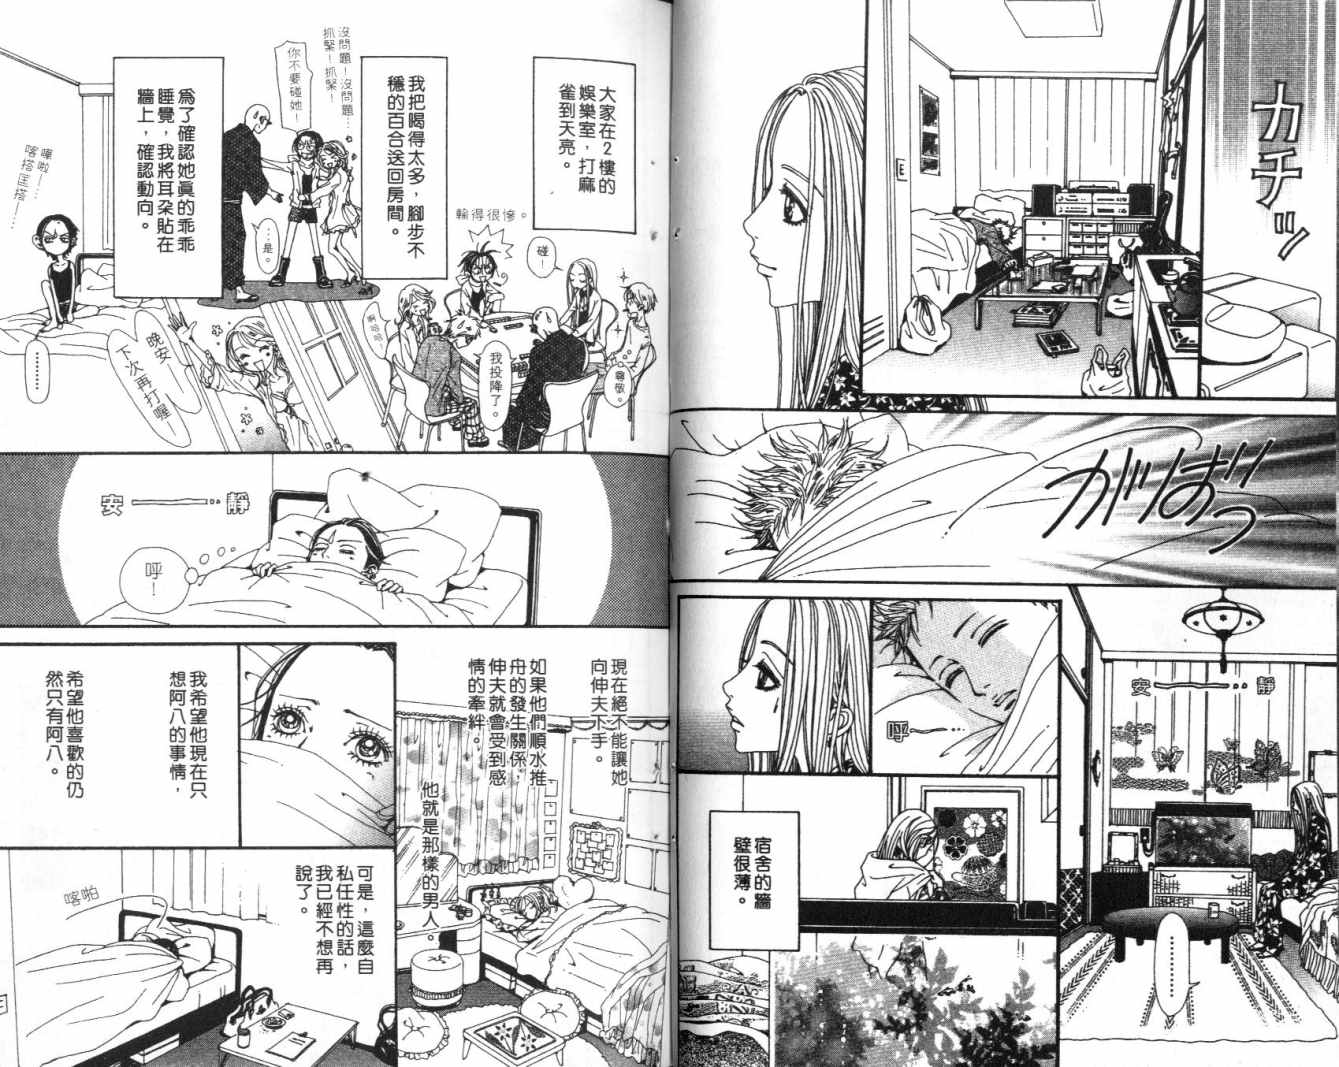 大家在2樓的
娛樂室，打麻
雀到天亮。
碰！
輸得很慘。
尊敬。
我投降了。
啊哈哈
我把喝得太多，腳步不
穩的百合送回房間。
沒問題！沒問題…
抓緊！抓緊！
你不要碰她！
…是。
為了確認她真的乖乖
睡覺，我將耳朵貼在
牆上，確認動向。
晚安
下次再打喔
嘩啦……
喀搭匡搭……
………
安———…靜
呼！
現在絕不能讓她
向伸夫下手。
如果他們順水推
舟的發生關係，
伸夫就會受到感
情的牽絆。
他就是那樣的男人。
我希望他現在只
想阿八的事情，
希望他喜歡的仍
然只有阿八。
可是，這麼自
私任性的話，
我已經不想再
說了。
喀啪
カチッ
E
がばっ
安———…靜
………
呼—
宿舍的牆
壁很薄。